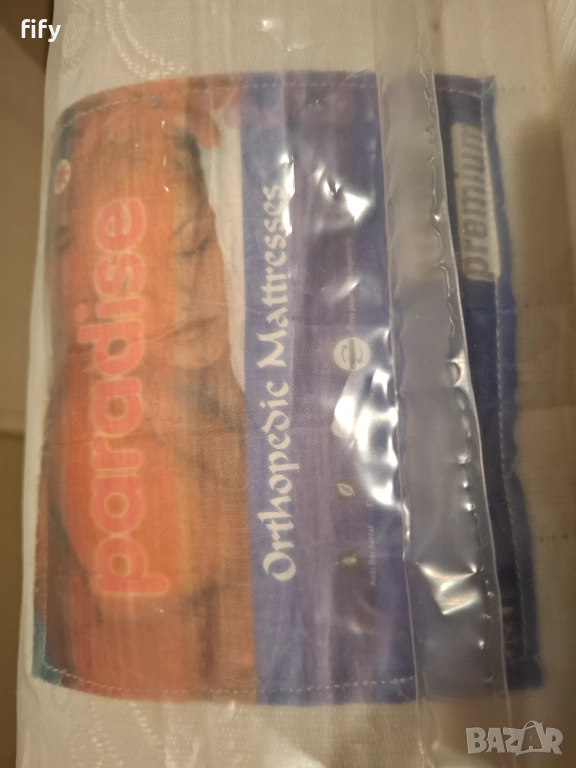 fify
paradise
Orthopedic Mattresses
premium
BAZAR